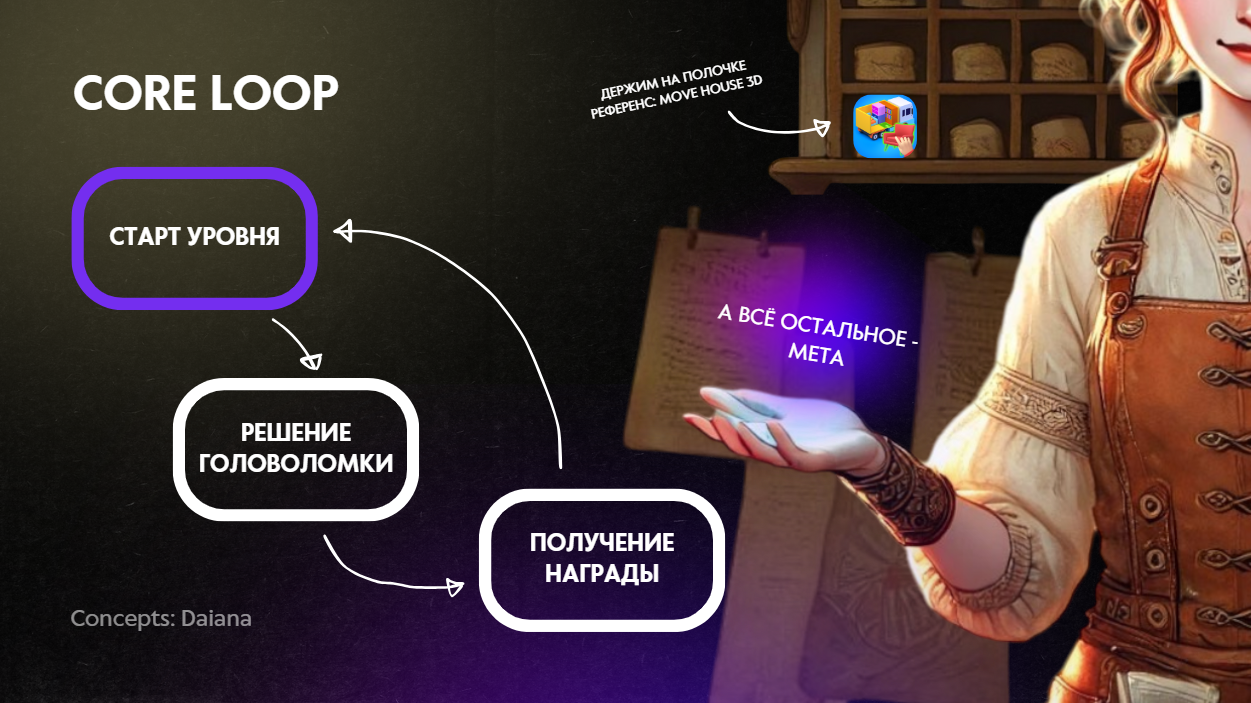 CORE LOOP
ДЕРЖИМ НА ПОЛОЧКЕ
РЕФЕРЕНС: MOVE HOUSE 3D
СТАРТ УРОВНЯ
А ВСЁ ОСТАЛЬНОЕ -
МЕТА
РЕШЕНИЕ
ГОЛОВОЛОМКИ
ПОЛУЧЕНИЕ
НАГРАДЫ
Concepts: Daiana